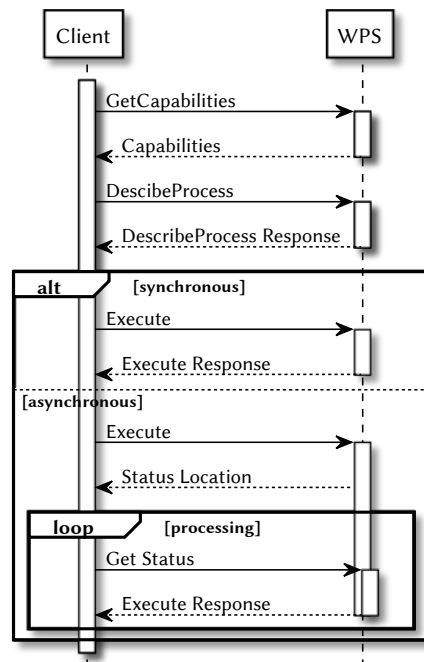 Client
WPS
GetCapabilities
Capabilities
DescibeProcess
DescribeProcess Response
alt
[synchronous]
Execute
Execute Response
[asynchronous]
Execute
Status Location
loop
[processing]
Get Status
Execute Response